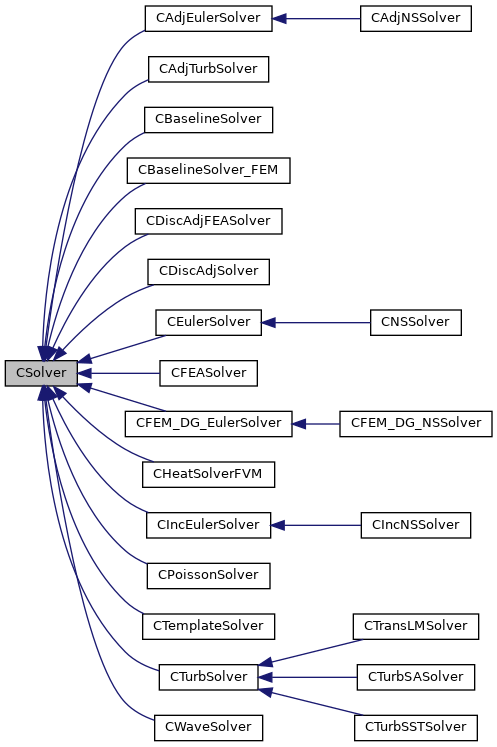 CAdjEulerSolver
CAdjNSSolver
CAdjTurbSolver
CBaselineSolver
CBaselineSolver_FEM
CDiscAdjFEASolver
CDiscAdjSolver
CEulerSolver
CNSSolver
CSolver
CFEASolver
CFEM_DG_EulerSolver
CFEM_DG_NSSolver
CHeatSolverFVM
CIncEulerSolver
CIncNSSolver
CPoissonSolver
CTemplateSolver
CTransLMSolver
CTurbSolver
CTurbSASolver
CWaveSolver
CTurbSSTSolver